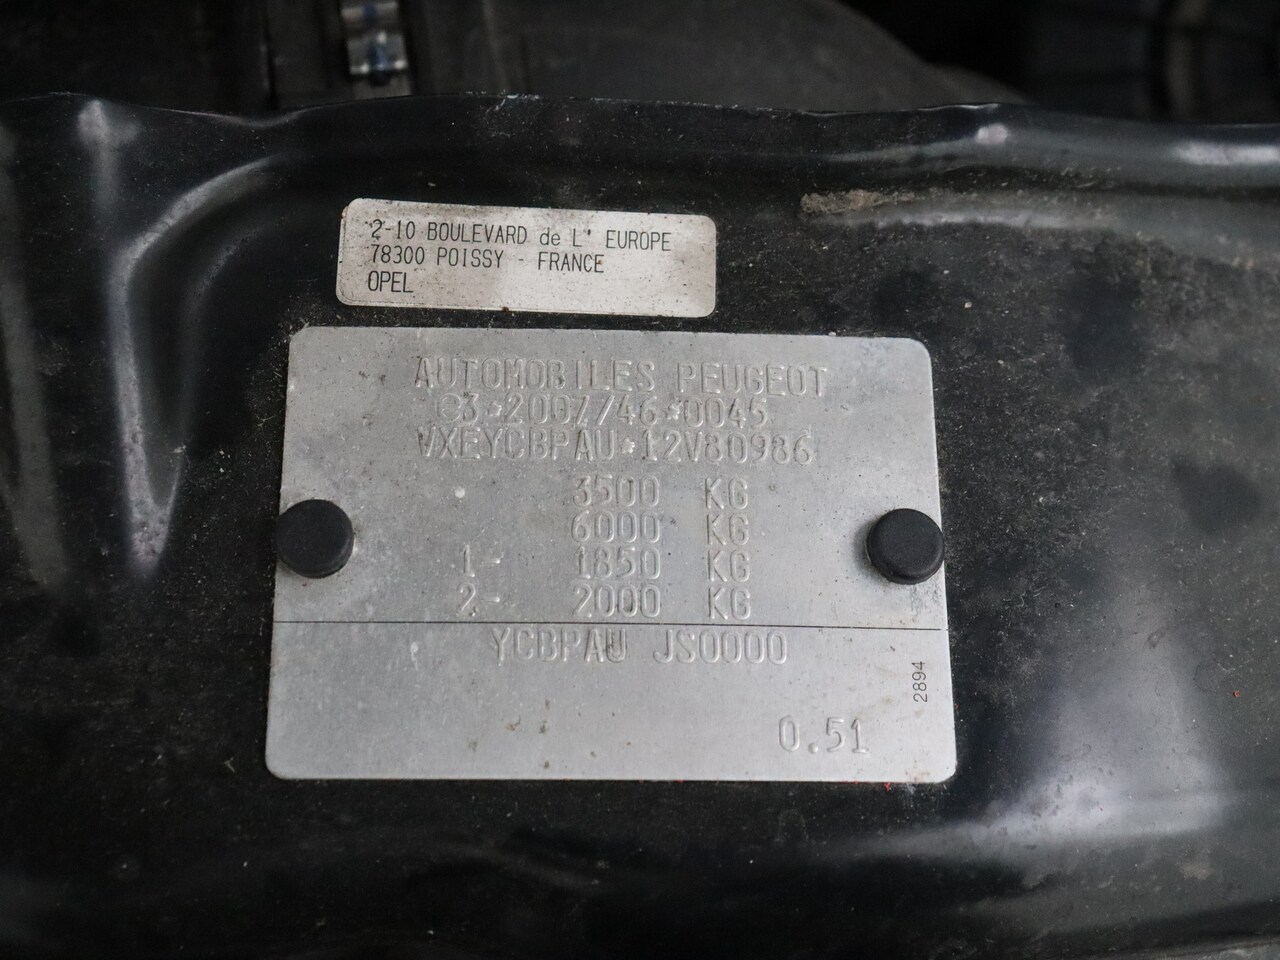 2-10 BOULEVARD de L' EUROPE
78300 POISSY - FRANCE
OPEL
AUTOMOBILES PEUGEOT
e3*2007/46*0045
VXEYCBPAU*12V80986
3500 KG
6000 KG
1- 1850 KG
2- 2000 KG
YCBPAU JS0000
2894
0.51